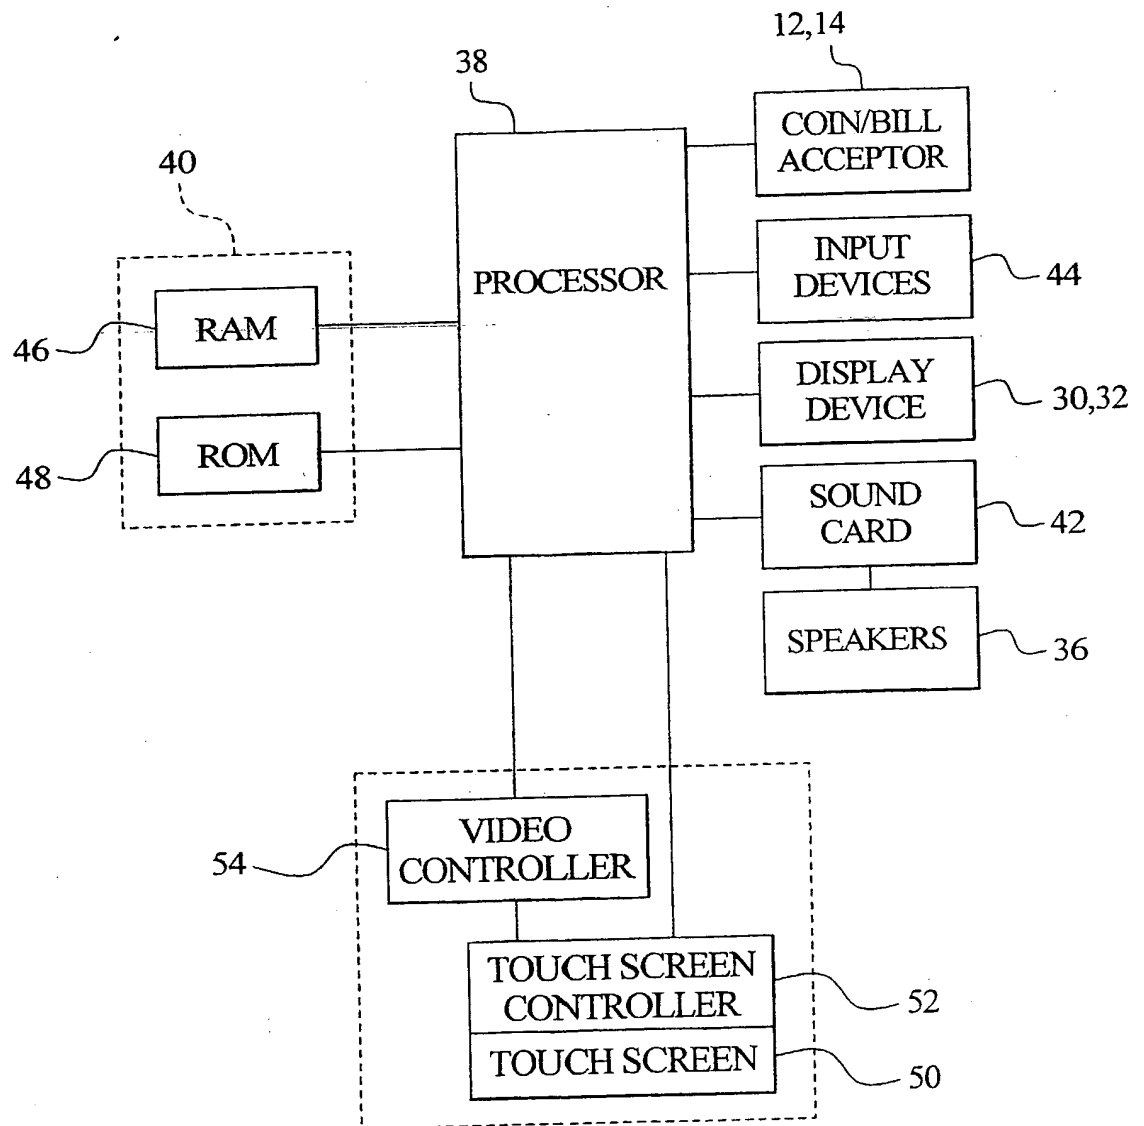 12,14
38
COIN/BILL
ACCEPTOR
40
PROCESSOR
INPUT
DEVICES
44
RAM
46
DISPLAY
DEVICE
30,32
ROM
48
SOUND
CARD
42
SPEAKERS
36
VIDEO
CONTROLLER
54
TOUCH SCREEN
CONTROLLER
52
TOUCH SCREEN
50